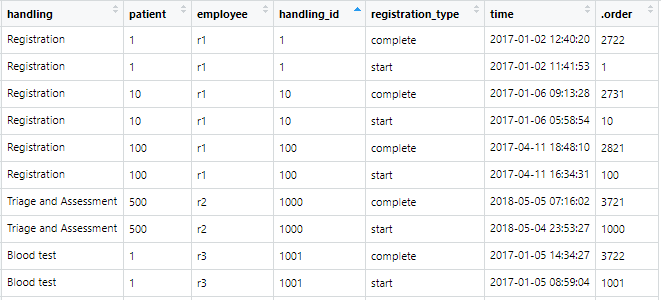 handling patient employee handling_id registration_type time .order
Registration 1 r1 1 complete 2017-01-02 12:40:20 2722
Registration 1 r1 1 start 2017-01-02 11:41:53 1
Registration 10 r1 10 complete 2017-01-06 09:13:28 2731
Registration 10 r1 10 start 2017-01-06 05:58:54 10
Registration 100 r1 100 complete 2017-04-11 18:48:10 2821
Registration 100 r1 100 start 2017-04-11 16:34:31 100
Triage and Assessment 500 r2 1000 complete 2018-05-05 07:16:02 3721
Triage and Assessment 500 r2 1000 start 2018-05-04 23:53:27 1000
Blood test 1 r3 1001 complete 2017-01-05 14:34:27 3722
Blood test 1 r3 1001 start 2017-01-05 08:59:04 1001